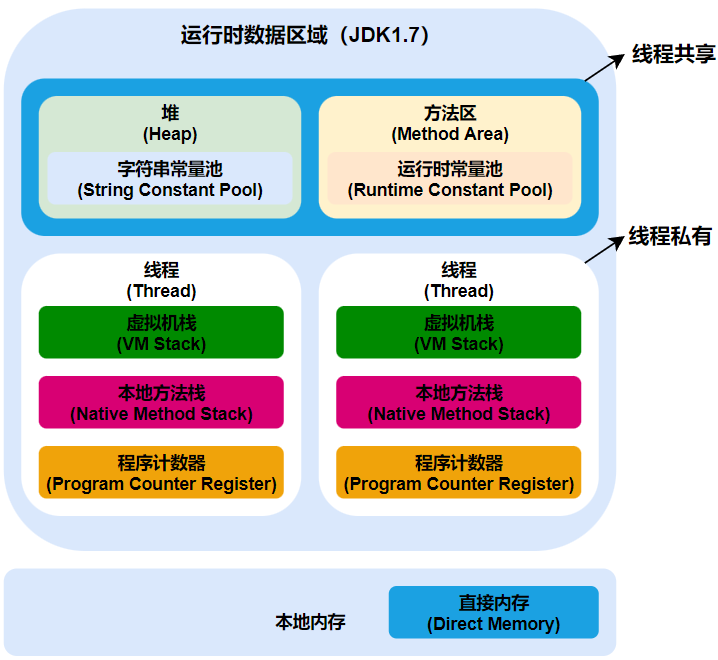 运行时数据区域（JDK1.7）
线程共享
堆
(Heap)
字符串常量池
(String Constant Pool)
方法区
(Method Area)
运行时常量池
(Runtime Constant Pool)
线程私有
线程
(Thread)
虚拟机栈
(VM Stack)
本地方法栈
(Native Method Stack)
程序计数器
(Program Counter Register)
线程
(Thread)
虚拟机栈
(VM Stack)
本地方法栈
(Native Method Stack)
程序计数器
(Program Counter Register)
本地内存
直接内存
(Direct Memory)